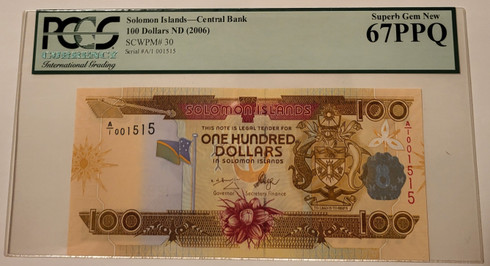 PCGS
International Grading
Solomon Islands—Central Bank
100 Dollars ND (2006)
SCWPM# 30
Serial #A/1 001515
Superb Gem New
67PPQ
100
SOLOMON ISLANDS
100
A/1 001515
THIS NOTE IS LEGAL TENDER FOR
ONE HUNDRED
DOLLARS
IN SOLOMON ISLANDS
A/1 001515
Governor
Secretary Finance
100
100